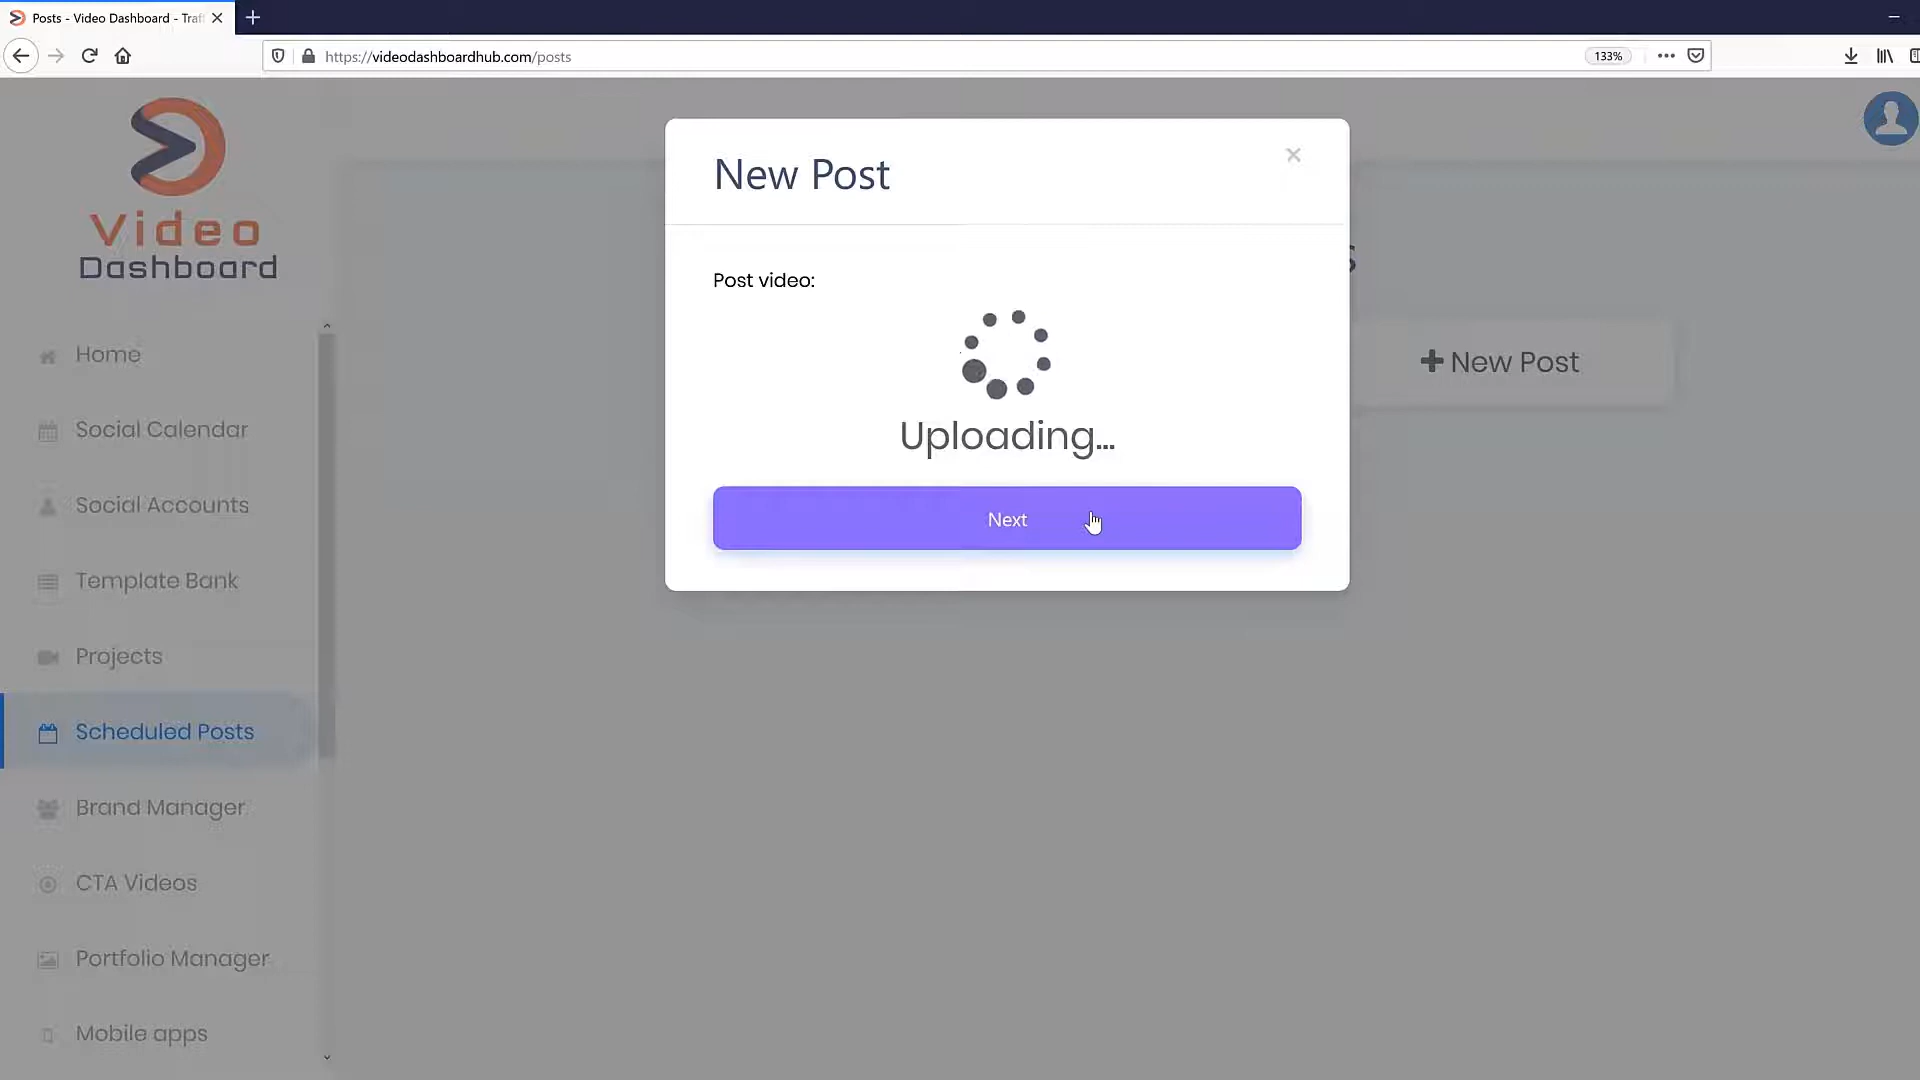 Posts - Video Dashboard - Traf
https://videodashboardhub.com/posts
133%
Video
Dashboard
Home
Social Calendar
Social Accounts
Template Bank
Projects
Scheduled Posts
Brand Manager
CTA Videos
Portfolio Manager
Mobile apps
New Post
Post video:
Uploading...
Next
s
New Post